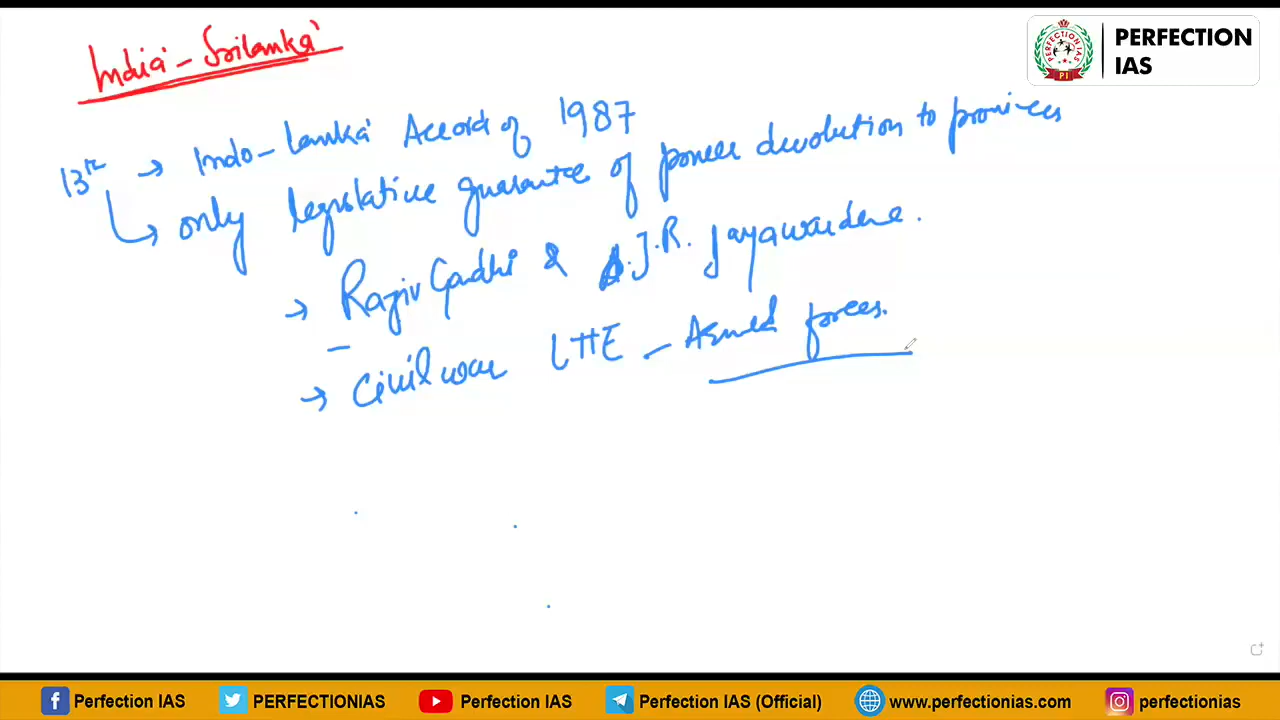 India - Srilanka
PERFECTION
IAS
13th → Indo-Lanka Accord of 1987
→ only legislative guarantee of power devolution to provinces
→ Rajiv Gandhi & J.R. Jayawardene.
→ Civil war LTTE - Armed forces.
Perfection IAS PERFECTIONIAS Perfection IAS Perfection IAS (Official) www.perfectionias.com perfectionias